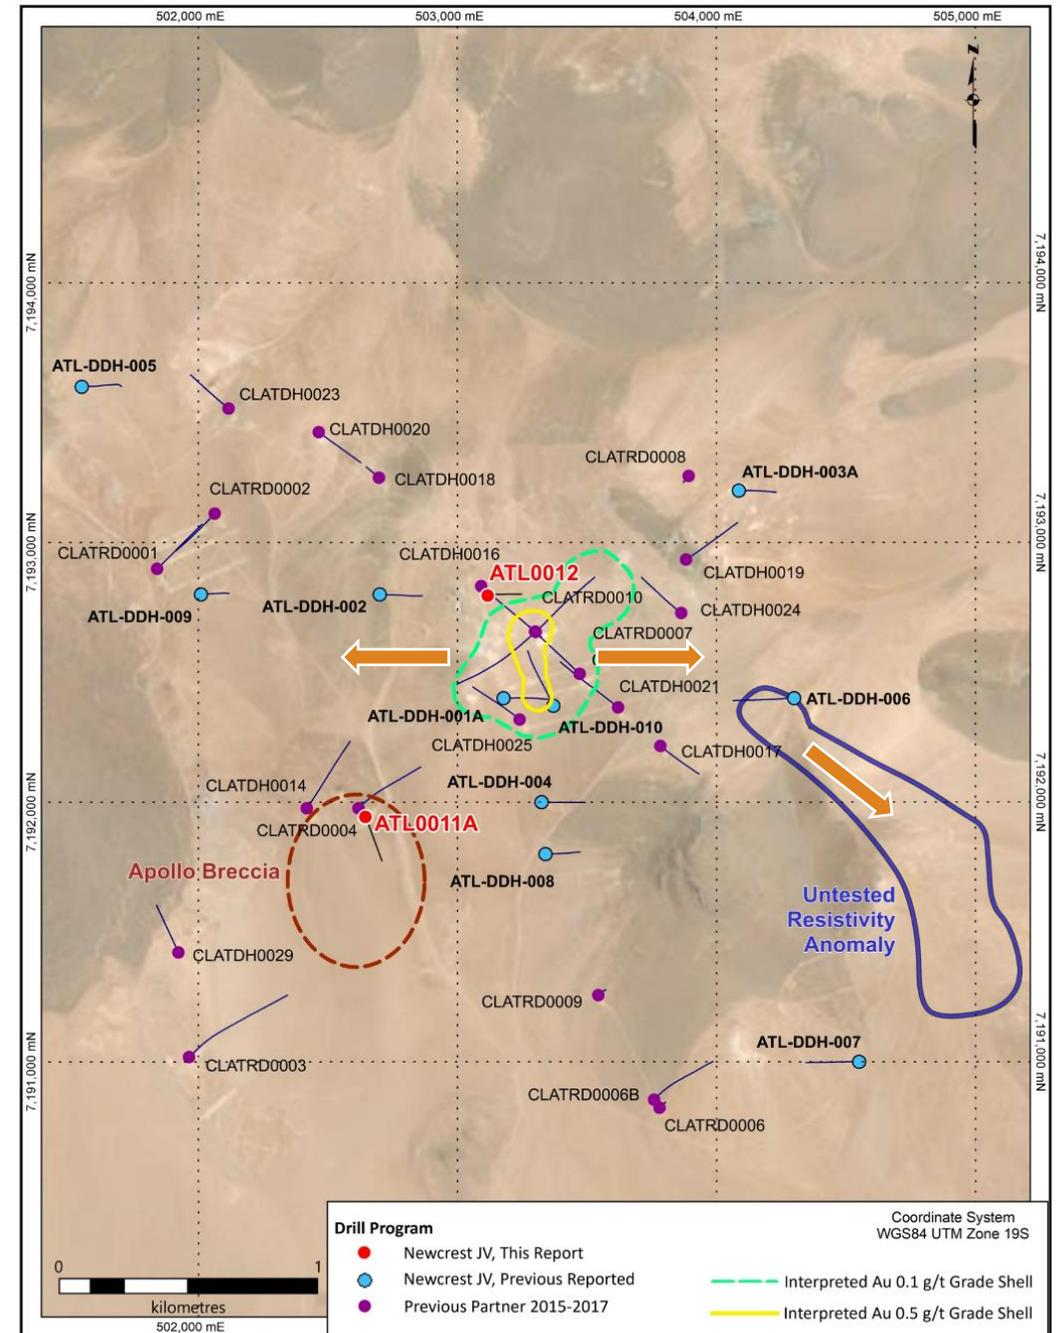 502,000 mE
503,000 mE
504,000 mE
505,000 mE
7,194,000 mN
7,194,000 mN
ATL-DDH-005
CLATDH0023
CLATDH0020
CLATDH0018
CLATRD0008
ATL-DDH-003A
CLATRD0002
CLATRD0001
7,193,000 mN
7,193,000 mN
CLATDH0016
ATL0012
CLATDH0019
ATL-DDH-009
ATL-DDH-002
CLATRD0010
CLATDH0024
CLATRD0007
CLATDH0021
ATL-DDH-006
ATL-DDH-001A
ATL-DDH-010
CLATDH0025
CLATDH0017
CLATDH0014
ATL-DDH-004
7,192,000 mN
7,192,000 mN
CLATRD0004
ATL0011A
Apollo Breccia
ATL-DDH-008
Untested
Resistivity
Anomaly
CLATDH0029
CLATRD0009
ATL-DDH-007
7,191,000 mN
7,191,000 mN
CLATRD0003
CLATRD0006B
CLATRD0006
0
1
kilometres
502,000 mE
Drill Program
Newcrest JV, This Report
Newcrest JV, Previous Reported
Previous Partner 2015-2017
Coordinate System
WGS84 UTM Zone 19S
Interpreted Au 0.1 g/t Grade Shell
Interpreted Au 0.5 g/t Grade Shell